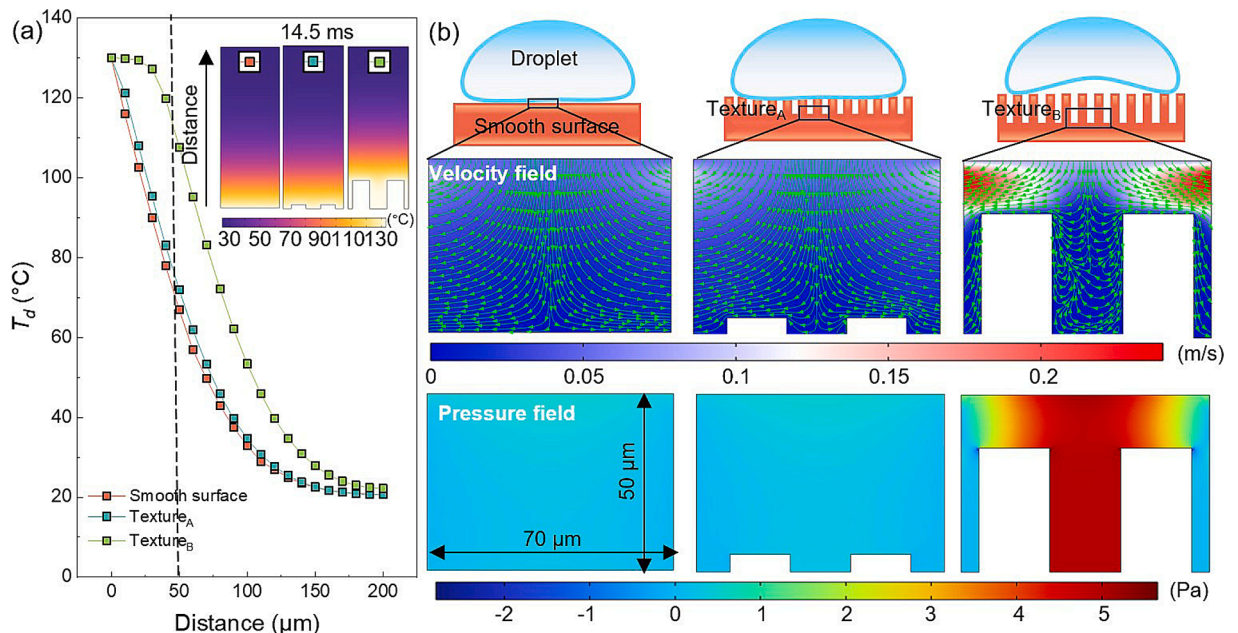 (a)
140
120
100
80
60
40
20
0
T_d (°C)
14.5 ms
Distance
(°C)
30 50 70 90 110 130
Smooth surface
Texture_A
Texture_B
0 50 100 150 200
Distance (μm)
(b)
Droplet
Smooth surface
Texture_A
Texture_B
Velocity field
0 0.05 0.1 0.15 0.2 (m/s)
Pressure field
50 μm
70 μm
-2 -1 0 1 2 3 4 5 (Pa)